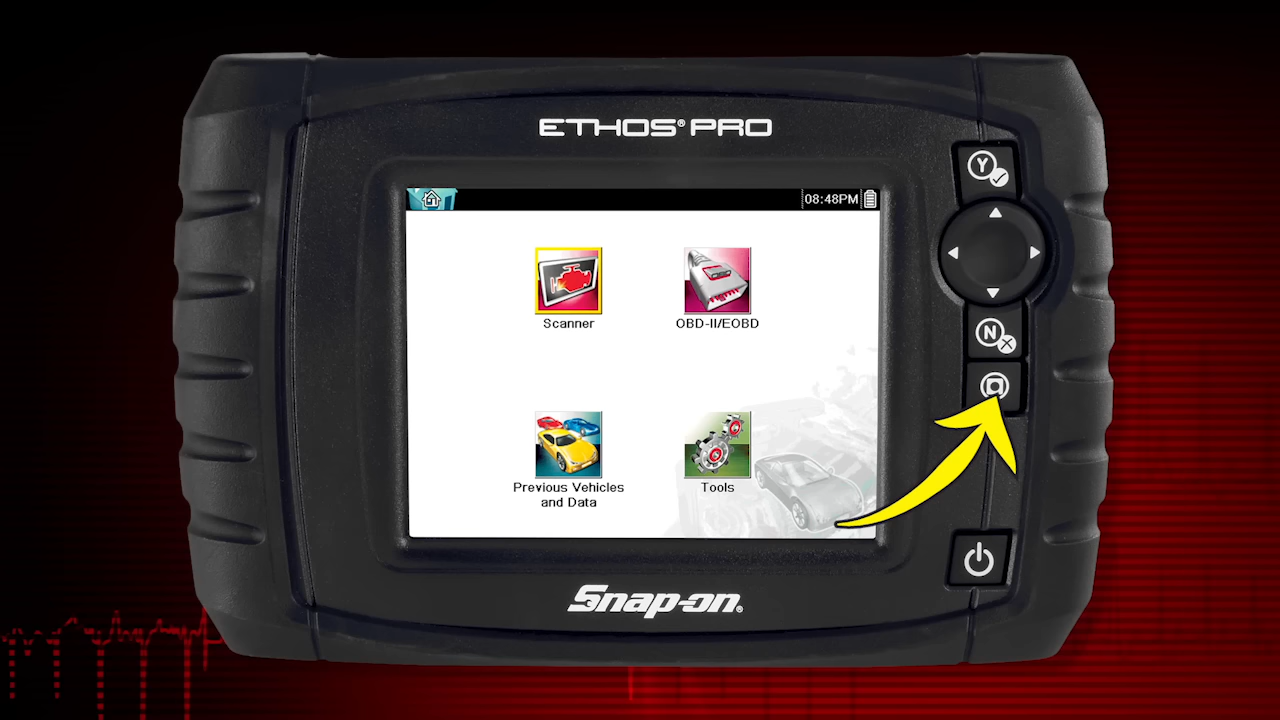 ETHOS® PRO
08:48PM
Y
Scanner
OBD-II/EOBD
N
Previous Vehicles
and Data
Tools
Snap-on®